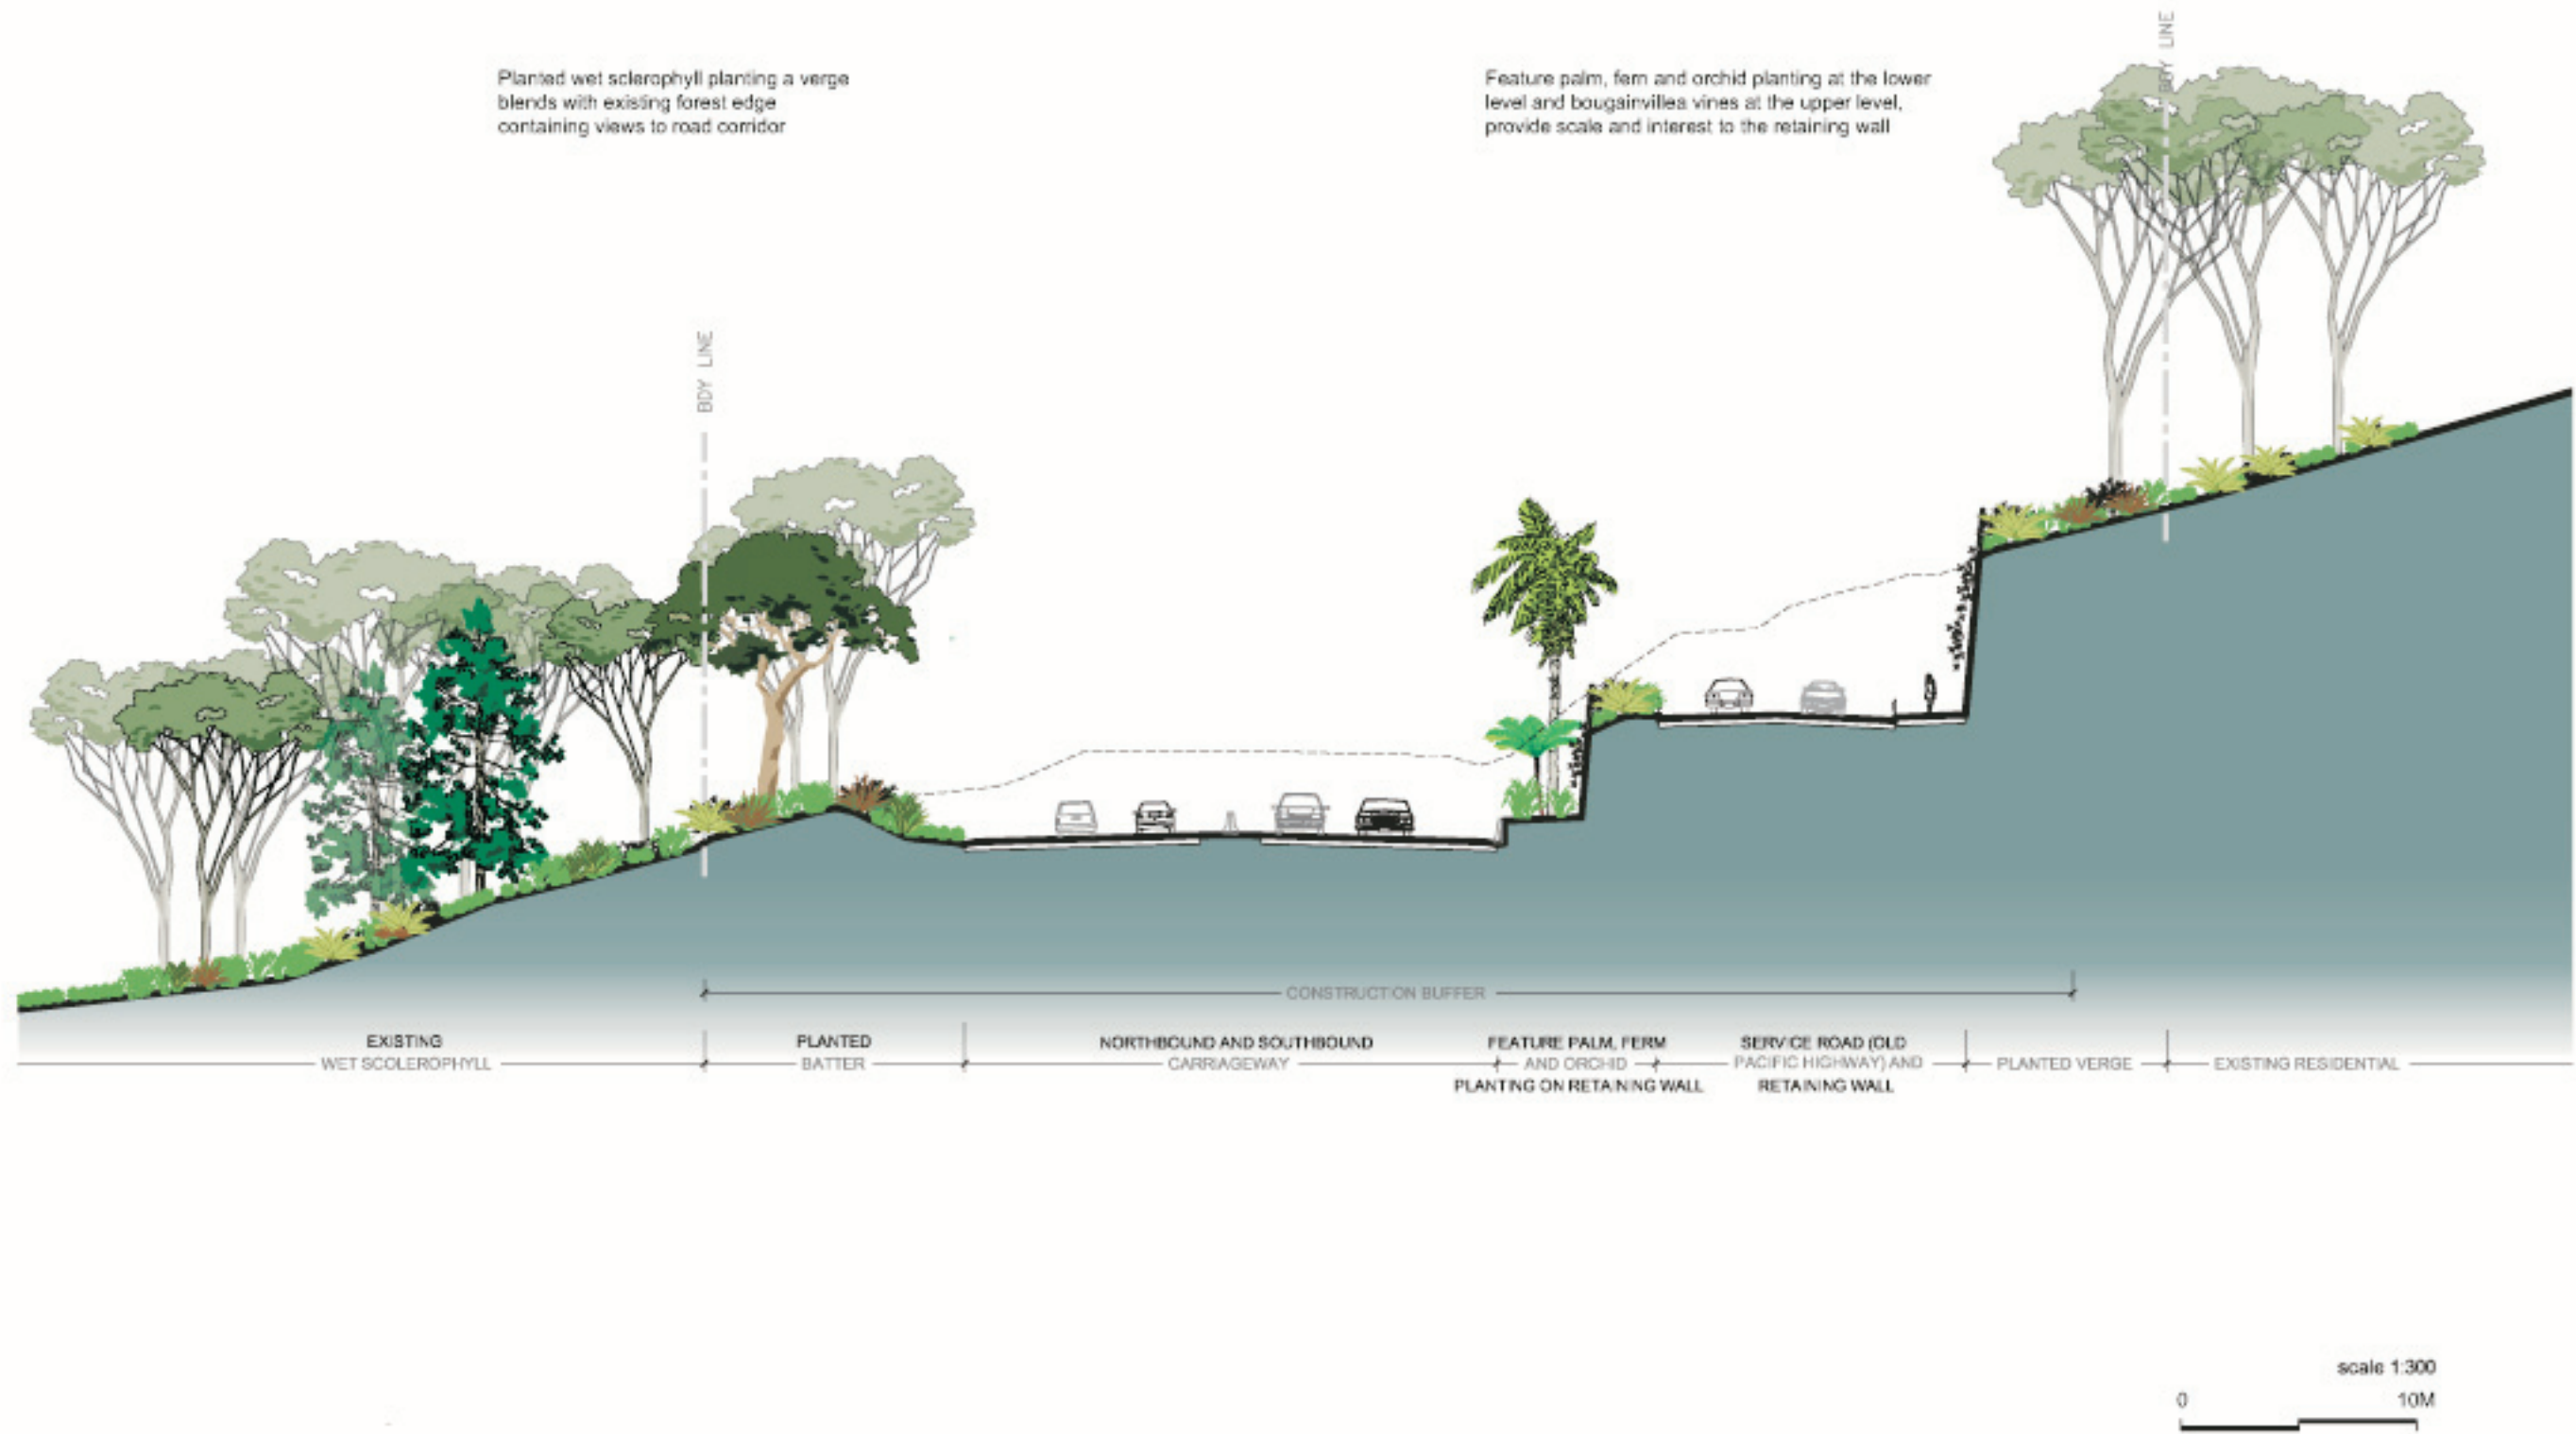 BDY LINE
Planted wet sclerophyll planting a verge
blends with existing forest edge
containing views to road corridor
Feature palm, fern and orchid planting at the lower
level and bougainvillea vines at the upper level,
provide scale and interest to the retaining wall
BDY LINE
CONSTRUCTION BUFFER
EXISTING
WET SCOLEROPHYLL
PLANTED
BATTER
NORTHBOUND AND SOUTHBOUND
CARRIAGEWAY
FEATURE PALM, FERM
AND ORCHID
PLANTING ON RETAINING WALL
SERVICE ROAD (OLD
PACIFIC HIGHWAY) AND
RETAINING WALL
PLANTED VERGE
EXISTING RESIDENTIAL
scale 1:300
0 10M